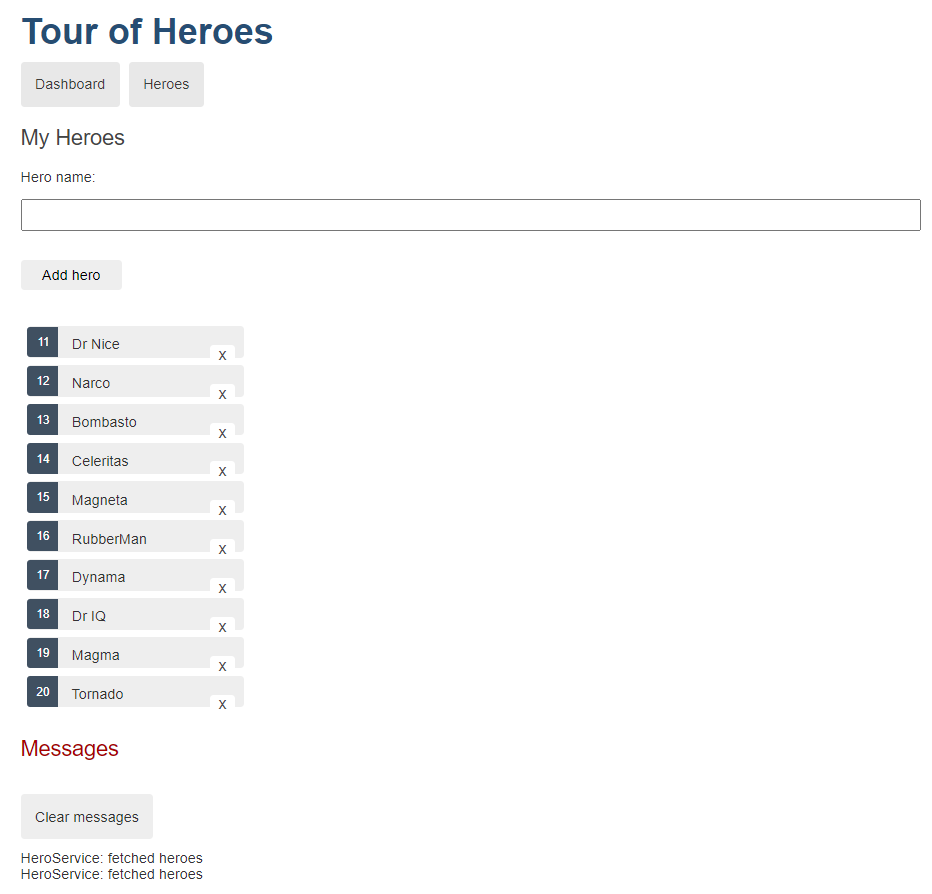 Tour of Heroes
Dashboard Heroes
My Heroes
Hero name:
Add hero
11 Dr Nice x
12 Narco x
13 Bombasto x
14 Celeritas x
15 Magneta x
16 RubberMan x
17 Dynama x
18 Dr IQ x
19 Magma x
20 Tornado x
Messages
Clear messages
HeroService: fetched heroes
HeroService: fetched heroes